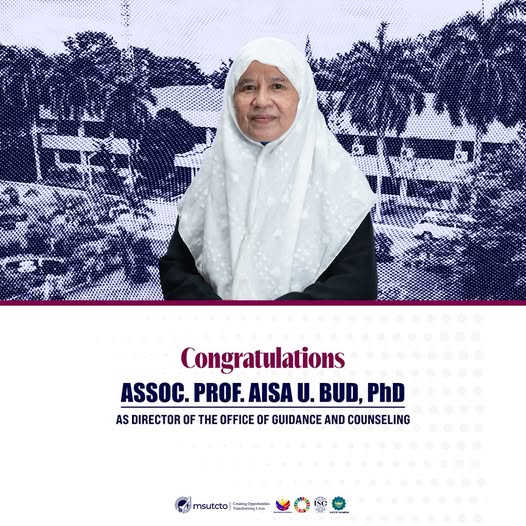 Congratulations
ASSOC. PROF. AISA U. BUD, PhD
AS DIRECTOR OF THE OFFICE OF GUIDANCE AND COUNSELING
msutcto
Creating Opportunities
Transforming Lives
ISO